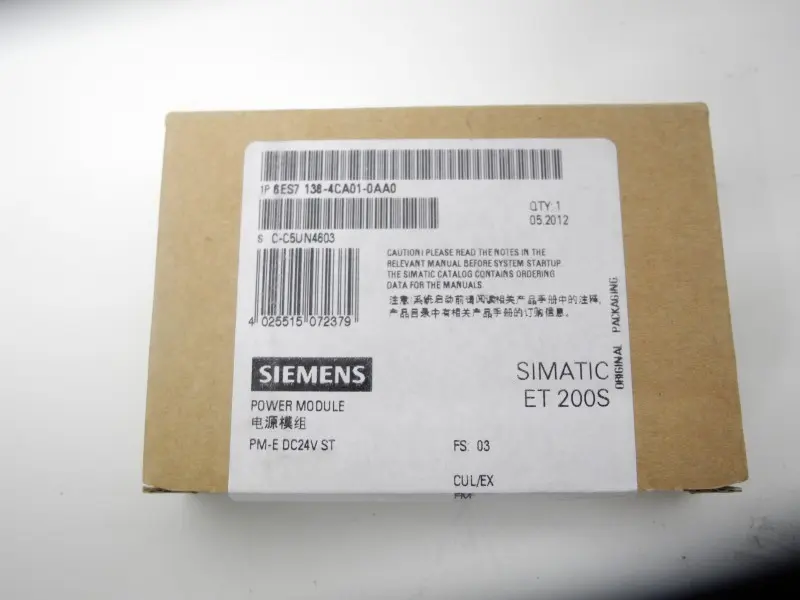 1P 6ES7 138-4CA01-0AA0
QTY 1
05.2012
S C-C5UN4603
CAUTION! PLEASE READ THE NOTES IN THE
RELEVANT MANUAL BEFORE SYSTEM STARTUP.
THE SIMATIC CATALOG CONTAINS ORDERING
DATA FOR THE MANUALS
注意:系统启动前请阅读相关产品手册中的注释,
产品目录中有相关产品手册的订购信息。
4 025515 072379
ORIGINAL PACKAGING
SIEMENS
SIMATIC
ET 200S
POWER MODULE
电源模组
PM-E DC24V ST
FS: 03
CUL/EX
FM